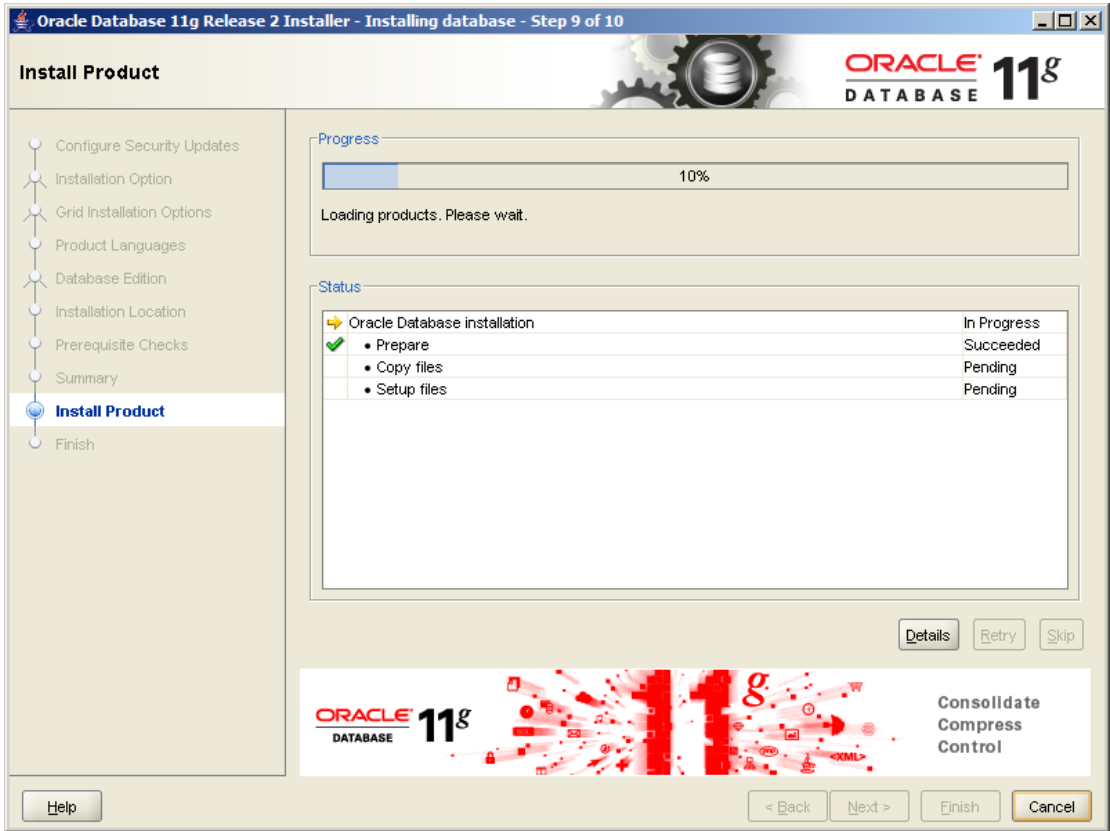 Oracle Database 11g Release 2 Installer - Installing database - Step 9 of 10
Install Product
ORACLE
DATABASE
11g
Configure Security Updates
Installation Option
Grid Installation Options
Product Languages
Database Edition
Installation Location
Prerequisite Checks
Summary
Install Product
Finish
Progress
10%
Loading products. Please wait.
Status
Oracle Database installation In Progress
• Prepare Succeeded
• Copy files Pending
• Setup files Pending
Details Retry Skip
ORACLE
DATABASE
11g
11g
<XML>
Consolidate
Compress
Control
Help < Back Next > Finish Cancel